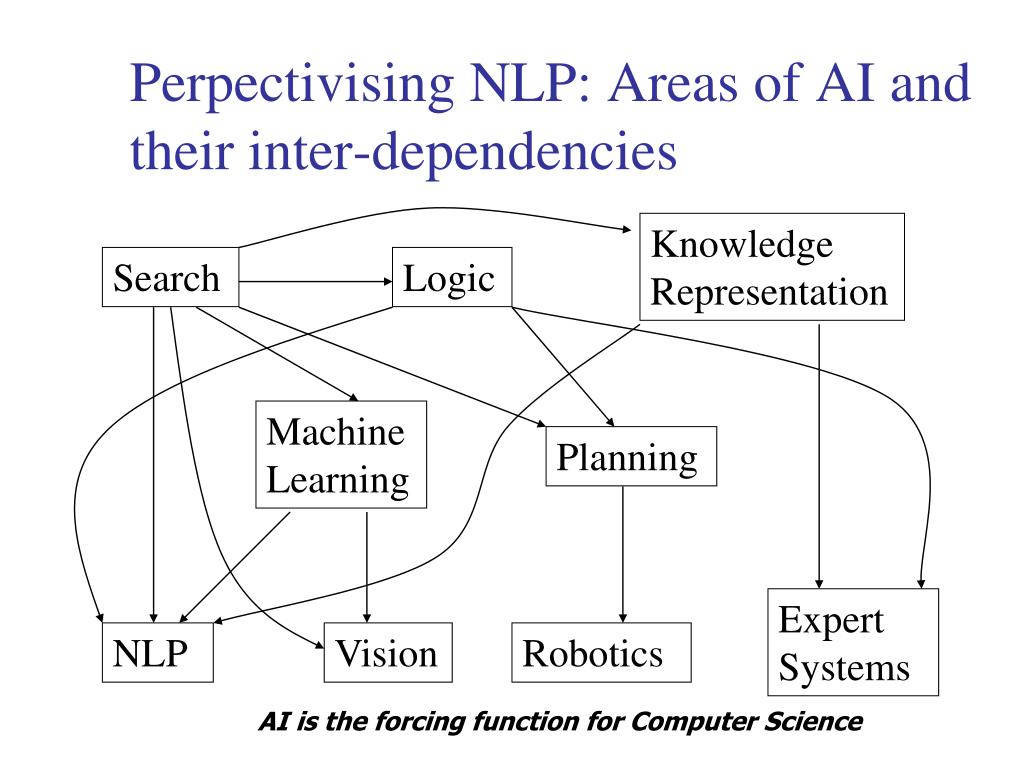 Perpectivising NLP: Areas of AI and
their inter-dependencies
Search
Logic
Knowledge
Representation
Machine
Learning
Planning
NLP
Vision
Robotics
Expert
Systems
AI is the forcing function for Computer Science